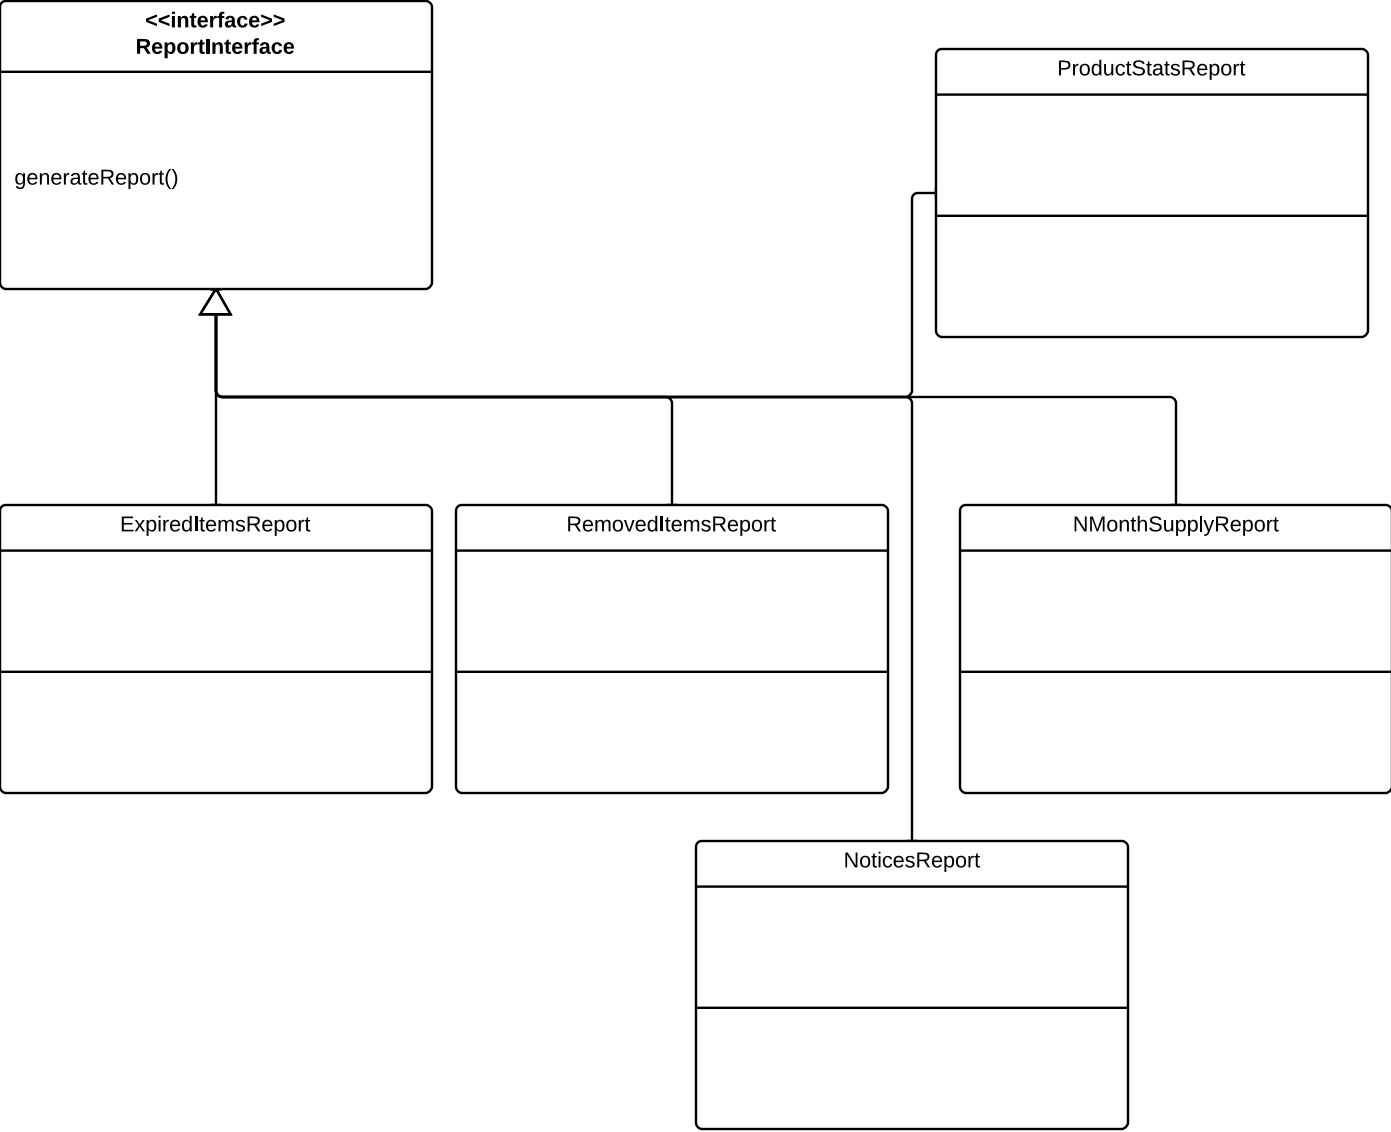 <<interface>>
ReportInterface
generateReport()
ProductStatsReport
ExpiredItemsReport
RemovedItemsReport
NMonthSupplyReport
NoticesReport